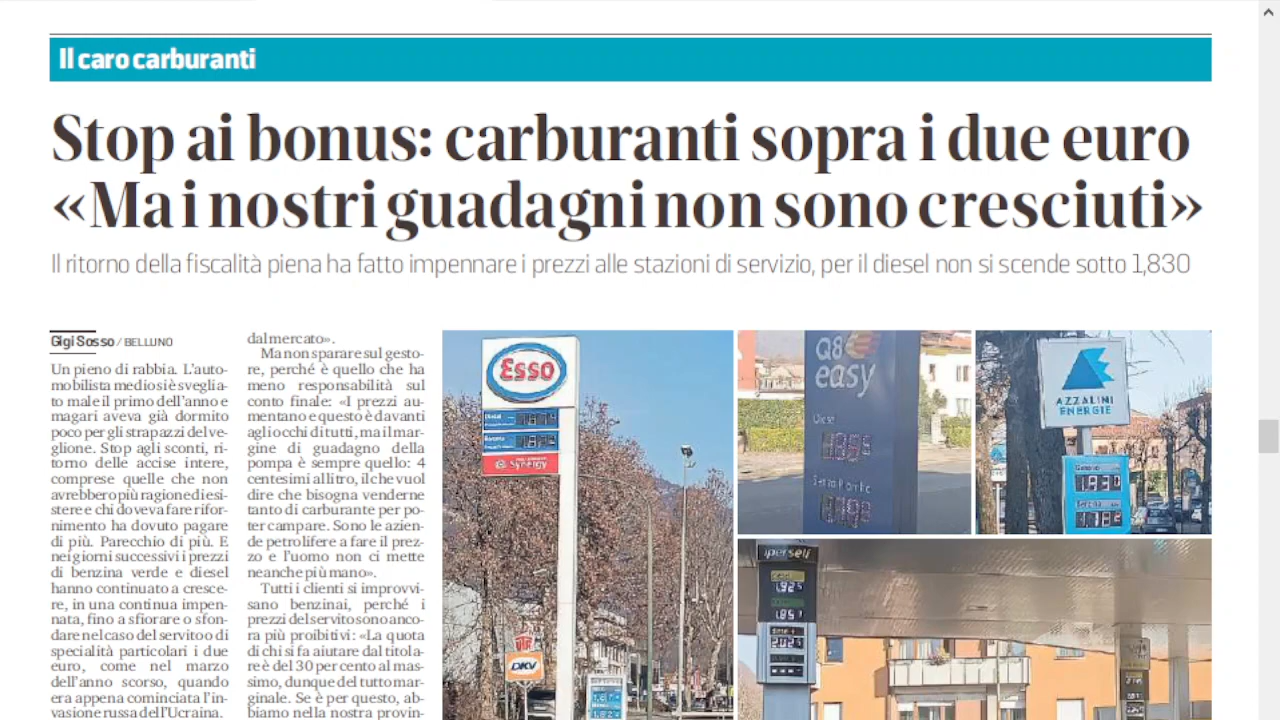 Il caro carburanti
Stop ai bonus: carburanti sopra i due euro
«Ma i nostri guadagni non sono cresciuti»
Il ritorno della fiscalità piena ha fatto impennare i prezzi alle stazioni di servizio, per il diesel non si scende sotto 1,830
Gigi Sosso / BELLUNO
Un pieno di rabbia. L'auto-
mobilista medio si è sveglia-
to male il primo dell'anno e
magari aveva già dormito
poco per gli strapazzi del ve-
glione. Stop agli sconti, ri-
torno delle accise intere,
comprese quelle che non
avrebbero più ragione di esi-
stere e chi doveva fare rifor-
nimento ha dovuto pagare
di più. Parecchio di più. E
nei giorni successivi i prezzi
di benzina verde e diesel
hanno continuato a cresce-
re, in una continua impen-
nata, fino a sfiorare o sfon-
dare nel caso del servito o di
specialità particolari i due
euro, come nel marzo
dell'anno scorso, quando
era appena cominciata l'in-
vasione russa dell'Ucraina.
dal mercato».
Ma non sparare sul gesto-
re, perché è quello che ha
meno responsabilità sul
conto finale: «I prezzi au-
mentano e questo è davanti
agli occhi di tutti, ma il mar-
gine di guadagno della
pompa è sempre quello: 4
centesimi al litro, il che vuol
dire che bisogna venderne
tanto di carburante per po-
ter campare. Sono le azien-
de petrolifere a fare il prez-
zo e l'uomo non ci mette
neanche più mano».
Tutti i clienti si improvvi-
sano benzinai, perché i
prezzi del servito sono anco-
ra più proibitivi: «La quota
di chi si fa aiutare dal titola-
re è del 30 per cento al mas-
simo, dunque del tutto mar-
ginale. Se è per questo, ab-
biamo nella nostra provin-
Esso
Synergy
DKV
Q8
easy
AZZALINI
ENERGIE
iperself